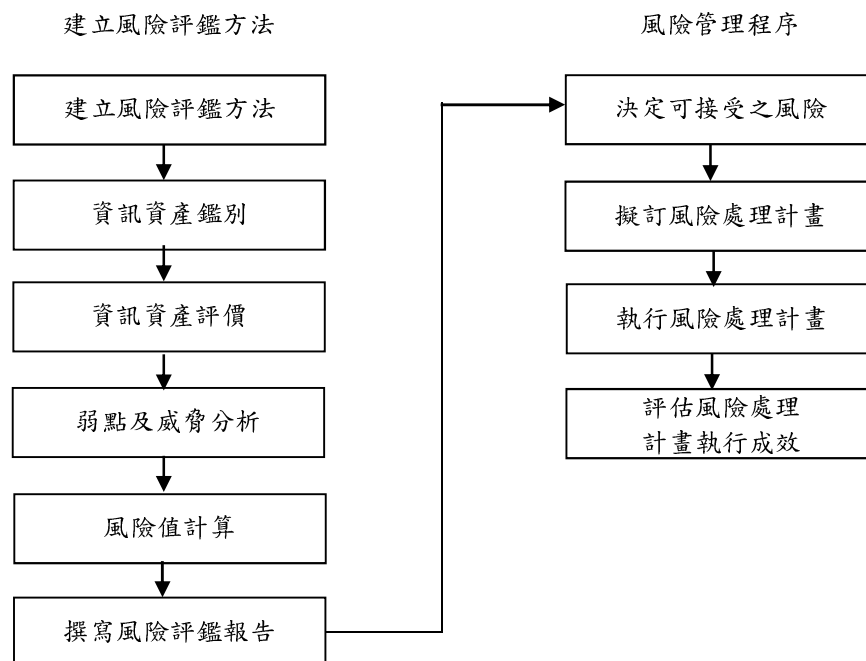 建立風險評鑑方法
建立風險評鑑方法
資訊資產鑑別
資訊資產評價
弱點及威脅分析
風險值計算
撰寫風險評鑑報告
風險管理程序
決定可接受之風險
擬訂風險處理計畫
執行風險處理計畫
評估風險處理
計畫執行成效